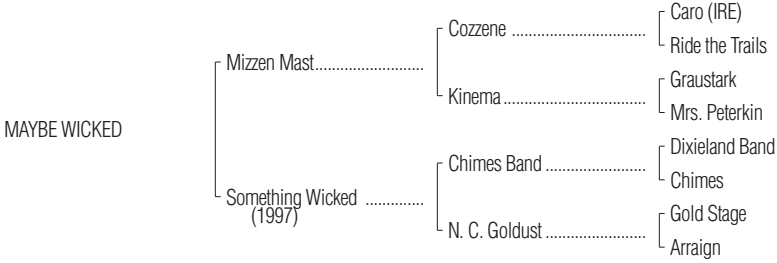 Caro (IRE)
Cozzene ................................
Ride the Trails
Mizzen Mast..........................
Graustark
Kinema..................................
Mrs. Peterkin
MAYBE WICKED
Dixieland Band
Chimes Band ........................
Chimes
Something Wicked ..............
(1997)
Gold Stage
N. C. Goldust ........................
Arraign